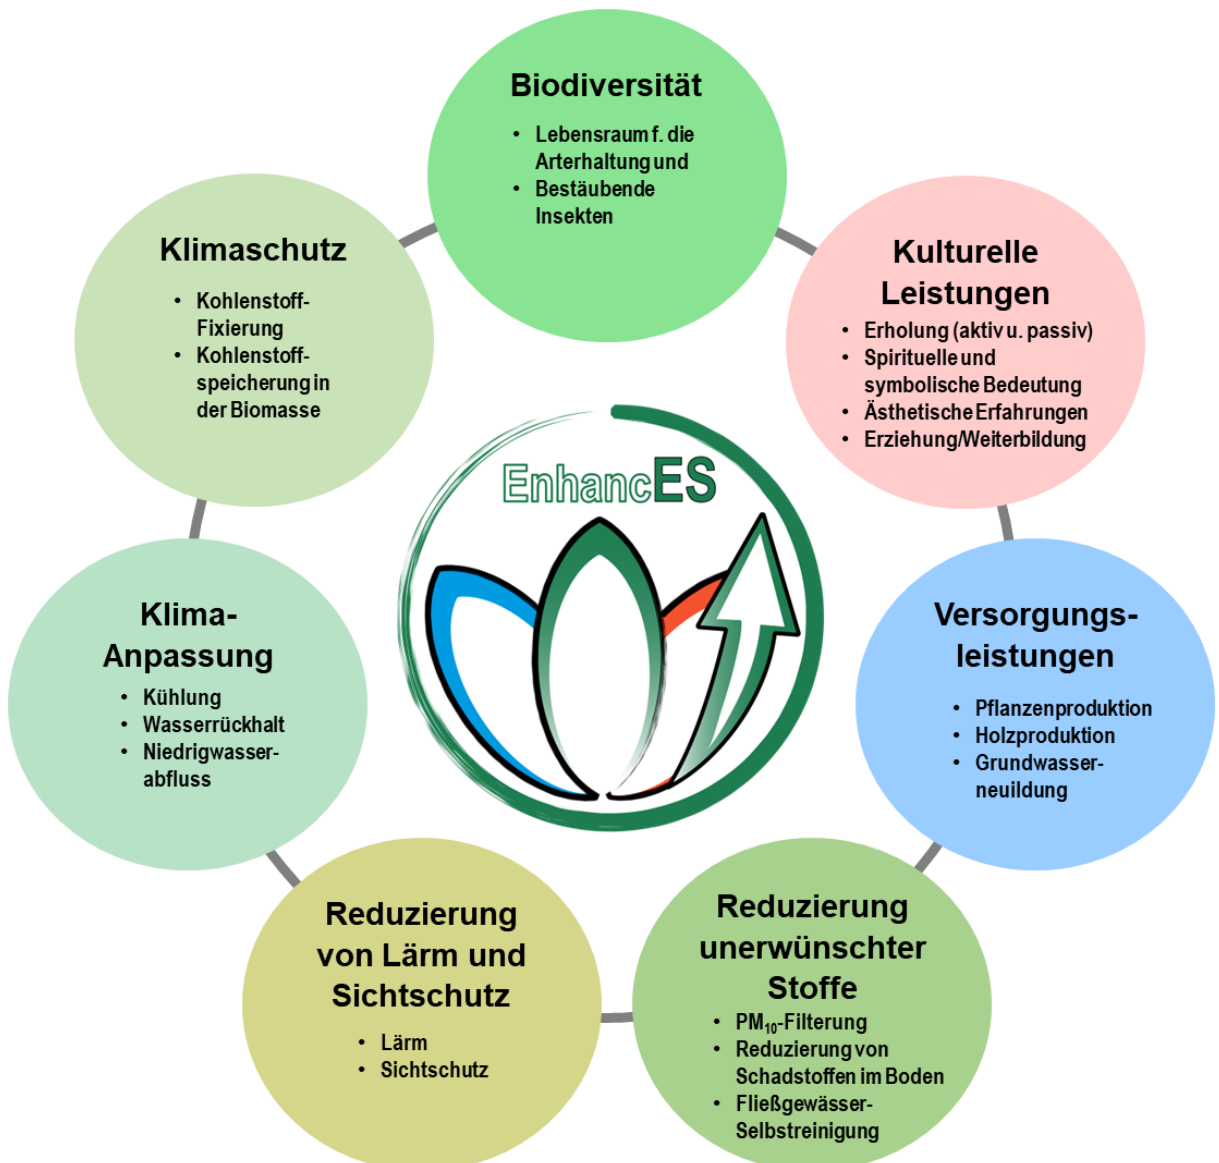 Biodiversität
• Lebensraum f. die
Arterhaltung und
• Bestäubende
Insekten
Kulturelle
Leistungen
• Erholung (aktiv u. passiv)
• Spirituelle und
symbolische Bedeutung
• Ästhetische Erfahrungen
• Erziehung/Weiterbildung
Versorgungs-
leistungen
• Pflanzenproduktion
• Holzproduktion
• Grundwasser-
neuildung
Reduzierung
unerwünschter
Stoffe
• PM₁₀-Filterung
• Reduzierung von
Schadstoffen im Boden
• Fließgewässer-
Selbstreinigung
Reduzierung
von Lärm und
Sichtschutz
• Lärm
• Sichtschutz
Klima-
Anpassung
• Kühlung
• Wasserrückhalt
• Niedrigwasser-
abfluss
Klimaschutz
• Kohlenstoff-
Fixierung
• Kohlenstoff-
speicherung in
der Biomasse
EnhancES